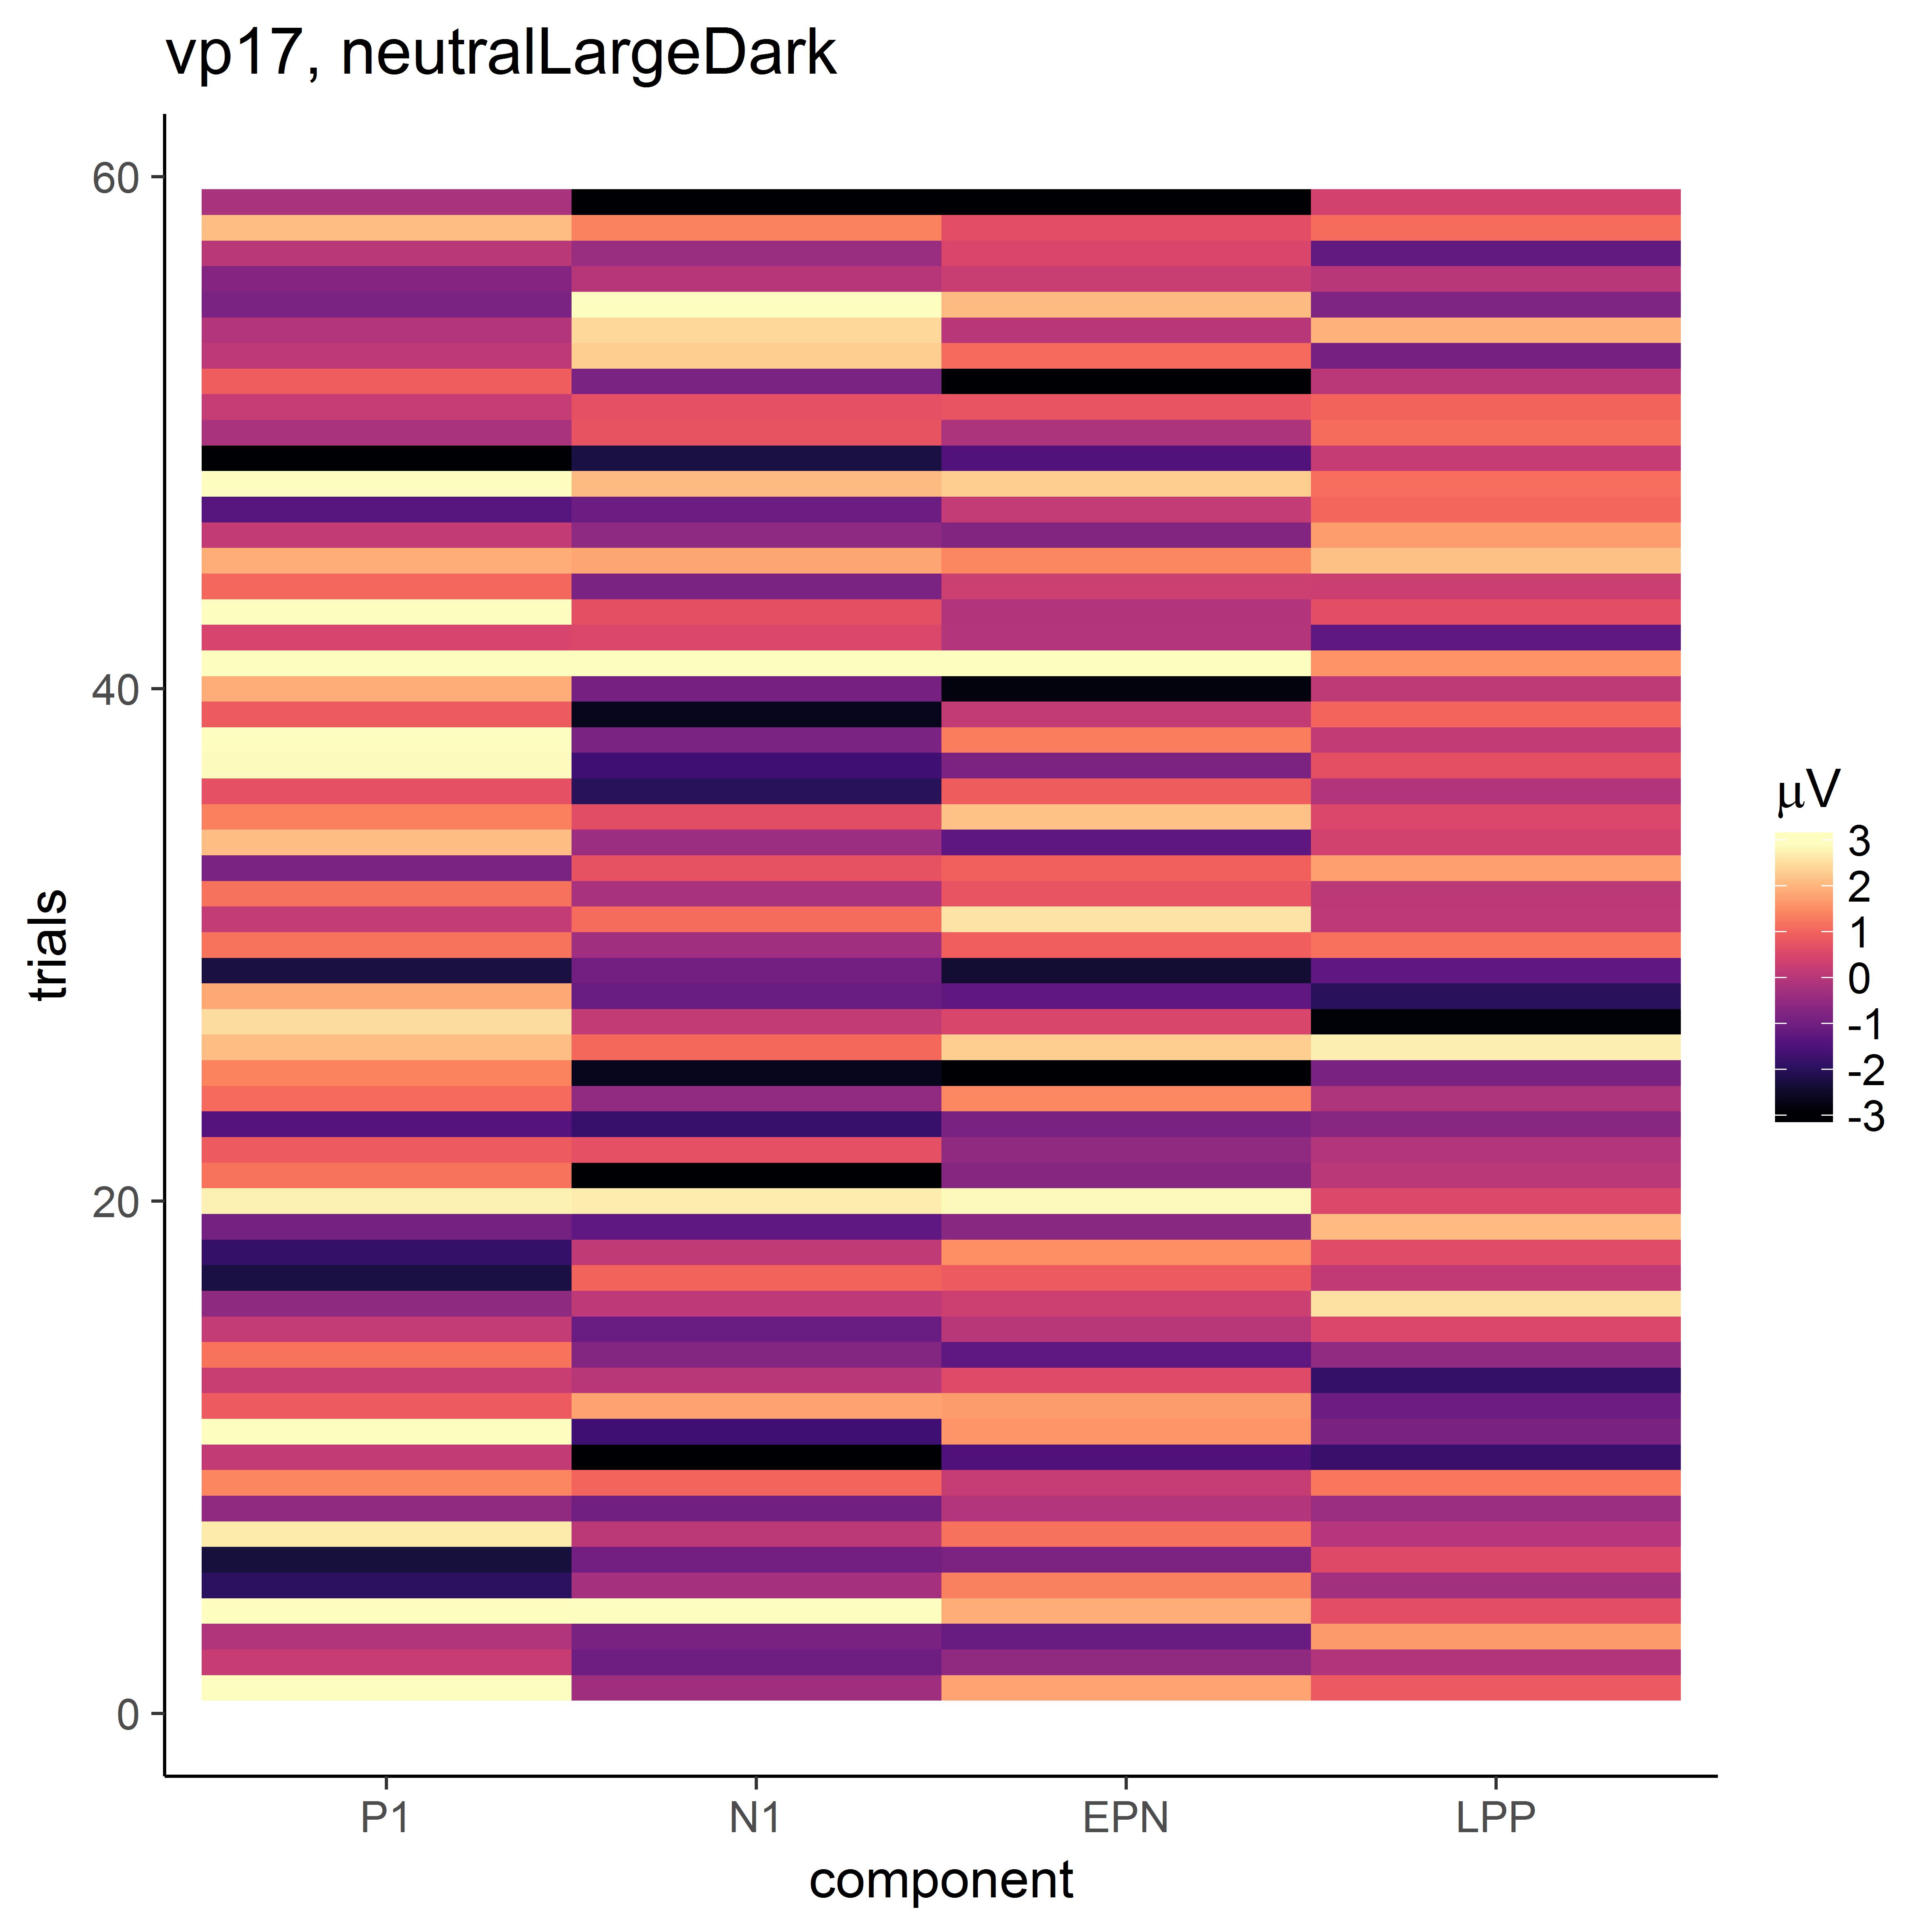 vp17, neutralLargeDark
60
40
20
0
trials
P1 N1 EPN LPP
component
μV
3
2
1
0
-1
-2
-3